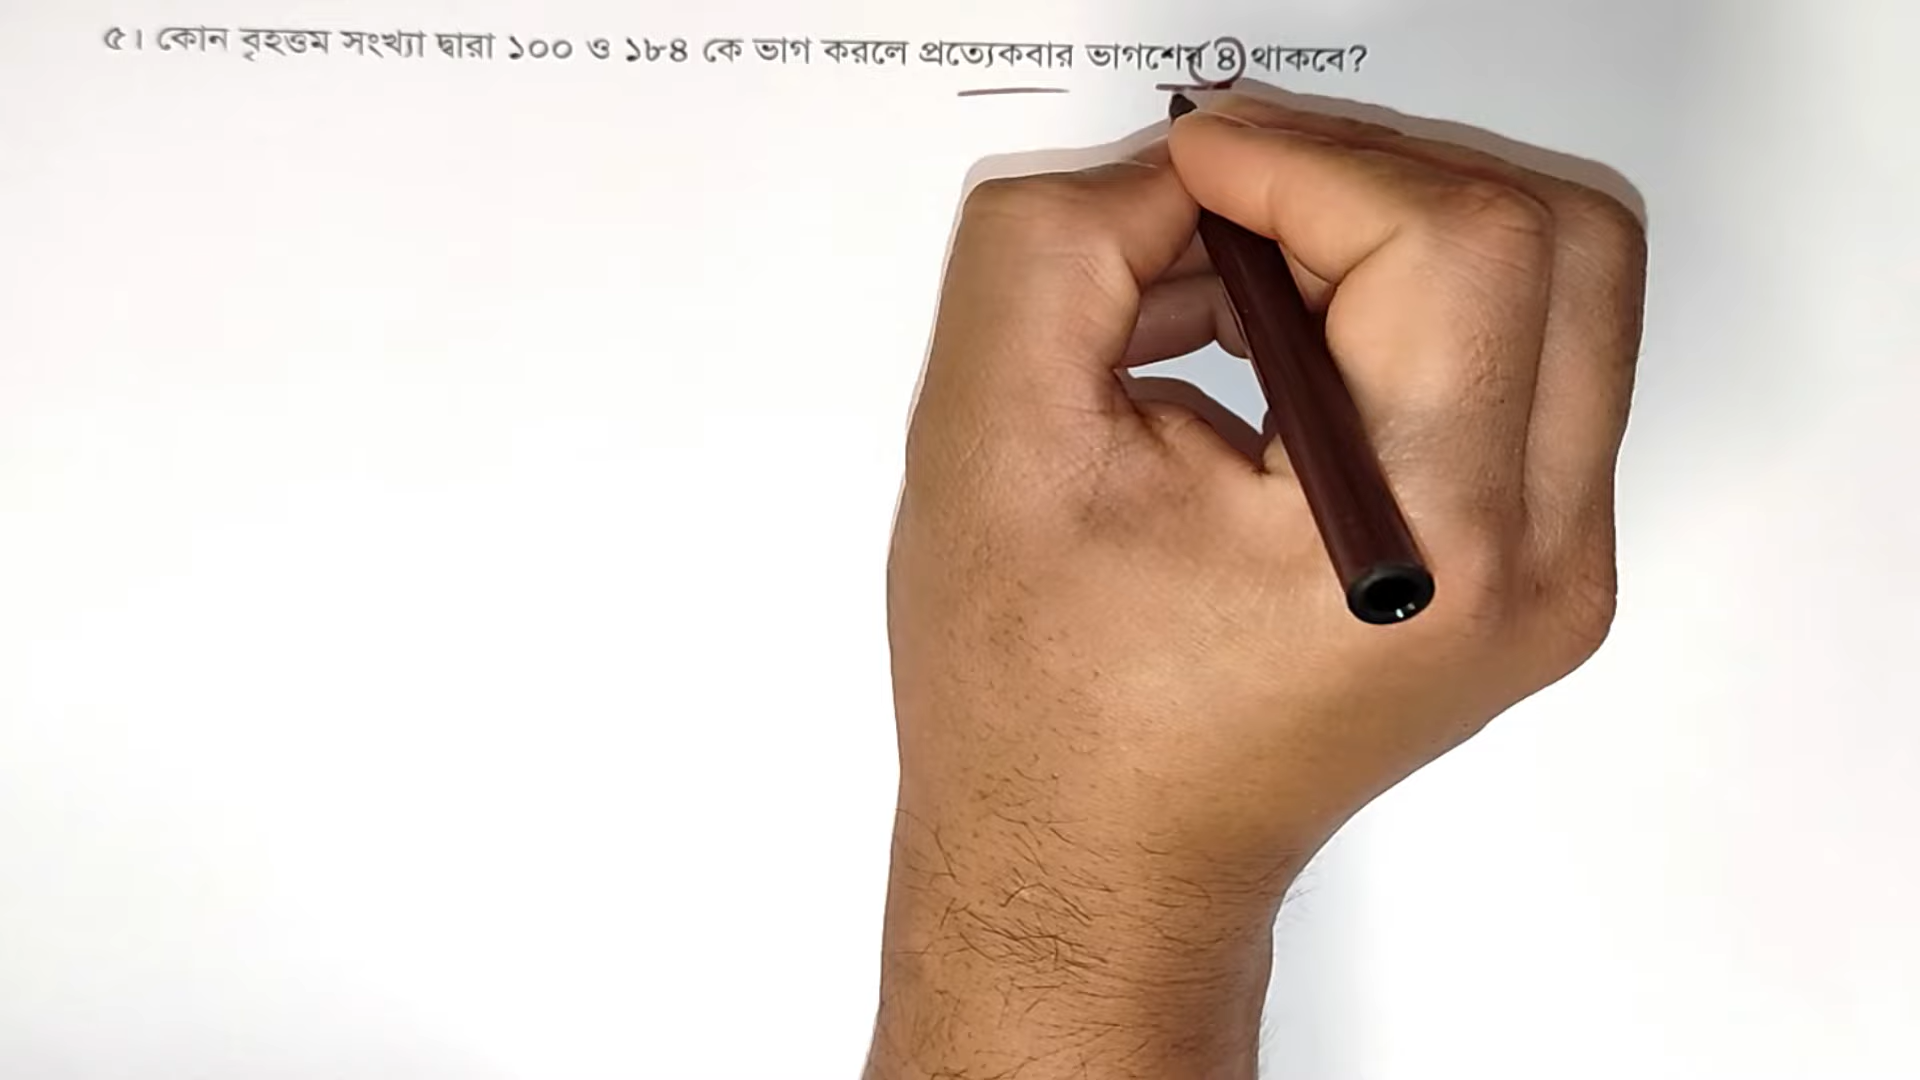 ৫। কোন বৃহত্তম সংখ্যা দ্বারা ১০০ ও ১৮৪ কে ভাগ করলে প্রত্যেকবার ভাগশেষ ৪ থাকবে?